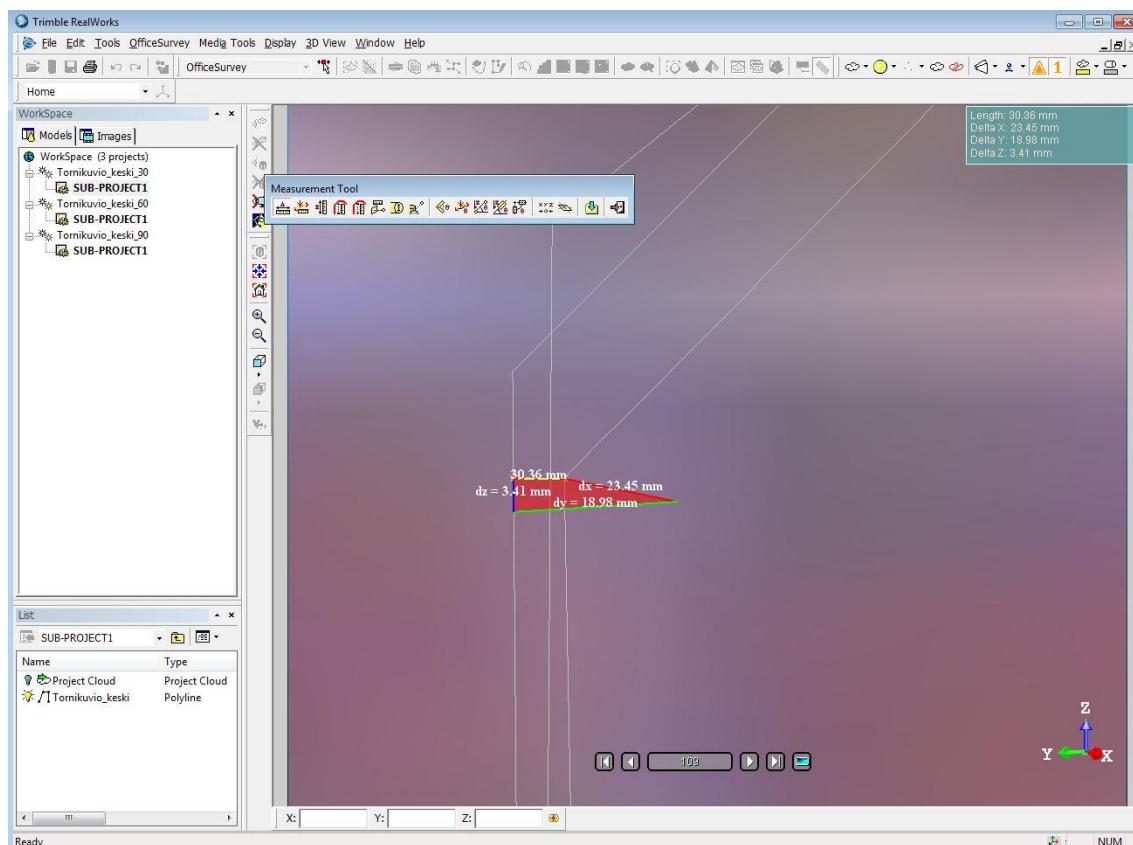 Trimble RealWorks
File Edit Tools OfficeSurvey Media Tools Display 3D View Window Help
OfficeSurvey
1
Home
WorkSpace
Models Images
WorkSpace (3 projects)
Tornikuvio_keski_30
SUB-PROJECT1
Tornikuvio_keski_60
SUB-PROJECT1
Tornikuvio_keski_90
SUB-PROJECT1
Measurement Tool
Length: 30.36 mm
Delta X: 23.45 mm
Delta Y: 18.98 mm
Delta Z: 3.41 mm
30.36 mm
dx = 23.45 mm
dz = 3.41 mm
dy = 18.98 mm
List
SUB-PROJECT1
Name Type
Project Cloud Project Cloud
Tornikuvio_keski Polyline
Z
Y X
109
X: Y: Z:
Ready NUM